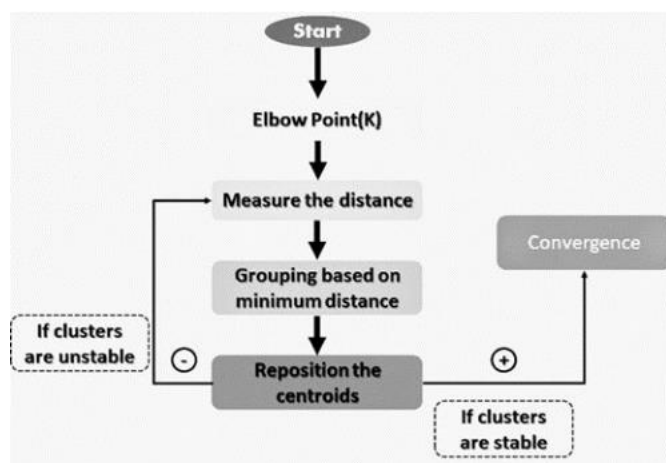 Start
Elbow Point(K)
Measure the distance
Convergence
Grouping based on
minimum distance
If clusters
are unstable
-
+
Reposition the
centroids
If clusters
are stable